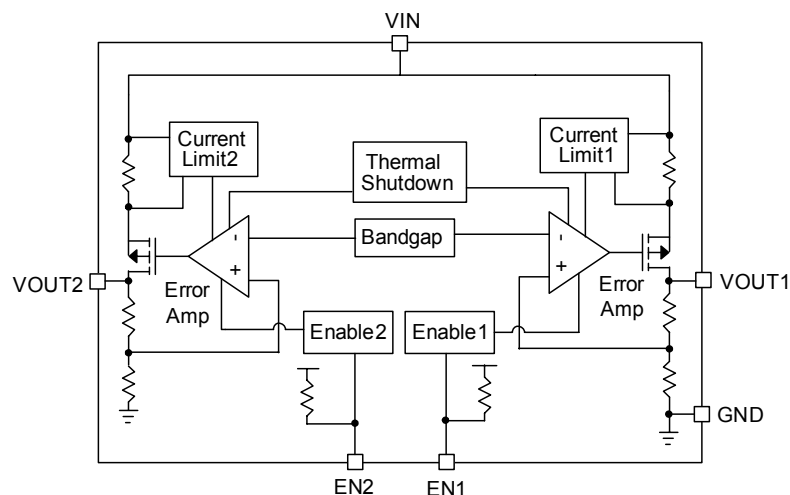 VIN
Current
Limit2
Thermal
Shutdown
Current
Limit1
-
Bandgap
-
+
+
VOUT2
Error
Amp
Error
Amp
VOUT1
Enable2
Enable1
GND
EN2
EN1